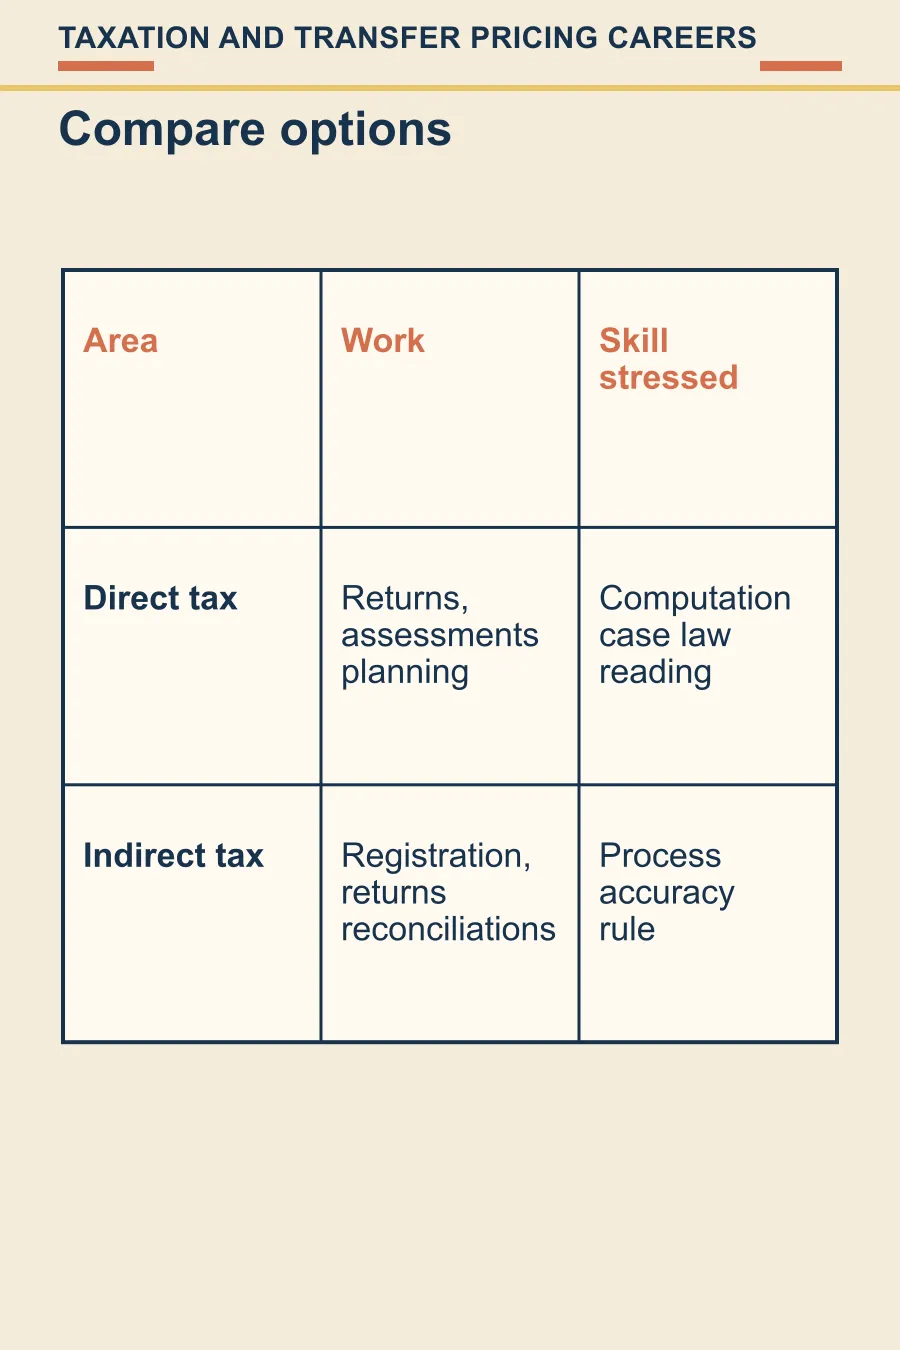 TAXATION AND TRANSFER PRICING CAREERS
Compare options
Area
Work
Skill
stressed
Direct tax
Returns,
assessments
planning
Computation
case law
reading
Indirect tax
Registration,
returns
reconciliations
Process
accuracy
rule